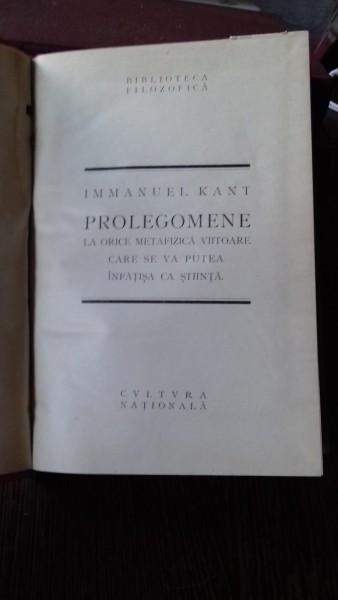 BIBLIOTECA
FILOZOFICĂ
IMMANUEL KANT
PROLEGOMENE
LA ORICE METAFIZICĂ VIITOARE
CARE SE VA PUTEA
ÎNFĂȚIȘA CA ȘTIINȚĂ.
CVLTVRA
NAȚIONALĂ